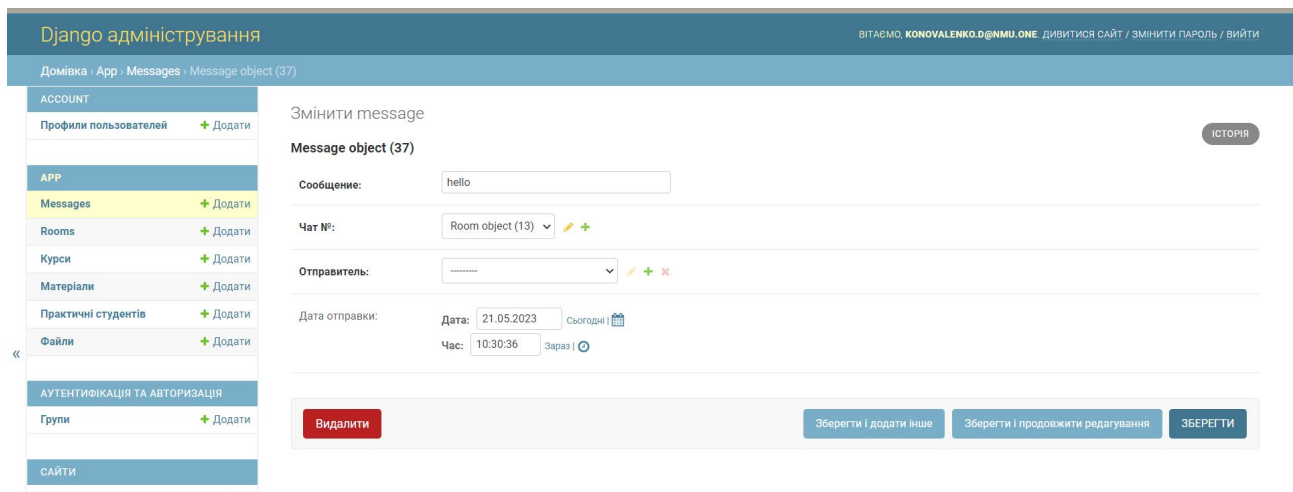 Django адміністрування
ВІТАЄМО, KONOVALENKO.D@NMU.ONE. ДИВИТИСЯ САЙТ / ЗМІНИТИ ПАРОЛЬ / ВИЙТИ
Домівка › App › Messages › Message object (37)
ACCOUNT
Профили пользователей + Додати
APP
Messages + Додати
Rooms + Додати
Курси + Додати
Матеріали + Додати
Практичні студентів + Додати
Файли + Додати
«
АУТЕНТИФІКАЦІЯ ТА АВТОРИЗАЦІЯ
Групи + Додати
САЙТИ
Змінити message
ІСТОРІЯ
Message object (37)
Сообщение: hello
Чат №: Room object (13)
Отправитель: ---------
Дата отправки: Дата: 21.05.2023 Сьогодні |
Час: 10:30:36 Зараз |
Видалити Зберегти і додати інше Зберегти і продовжити редагування ЗБЕРЕГТИ